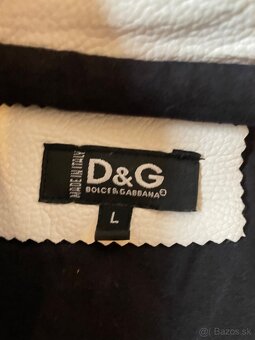 MADE IN ITALY
D&G
DOLCE & GABBANA
L
© Bazos.sk